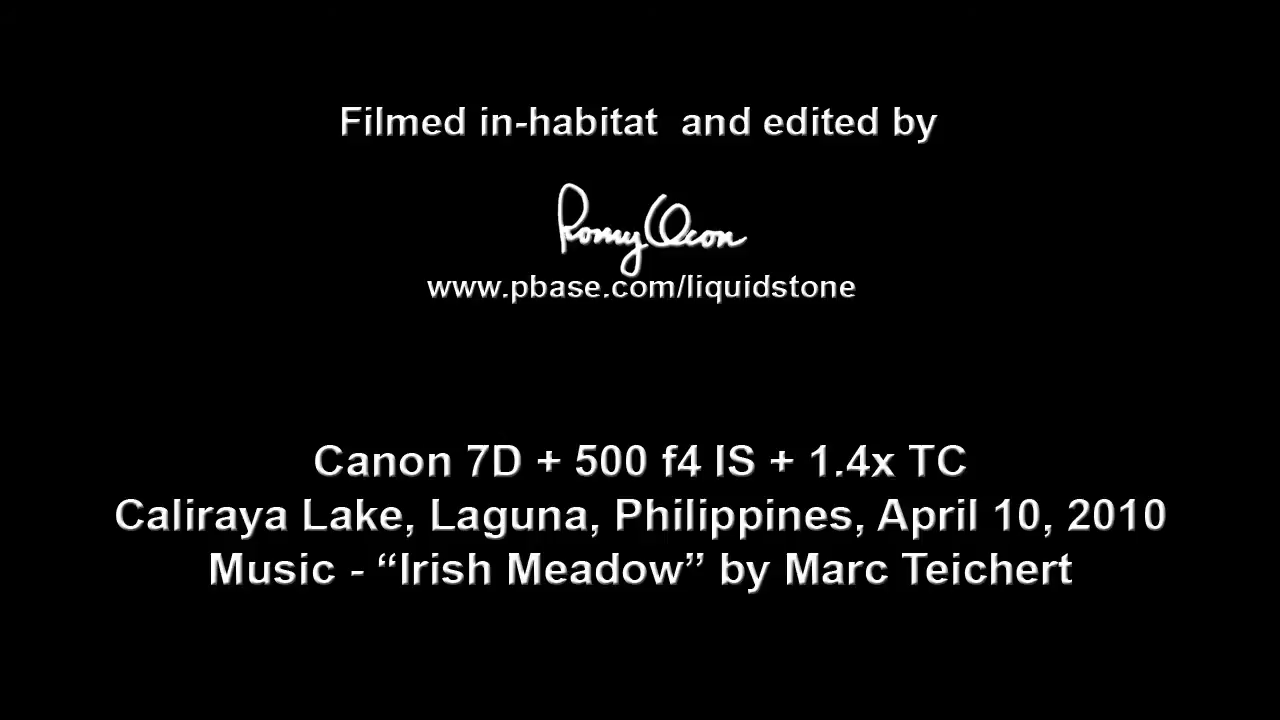 Filmed in-habitat  and edited by
Romy Ocon
www.pbase.com/liquidstone
Canon 7D + 500 f4 IS + 1.4x TC
Caliraya Lake, Laguna, Philippines, April 10, 2010
Music - “Irish Meadow” by Marc Teichert